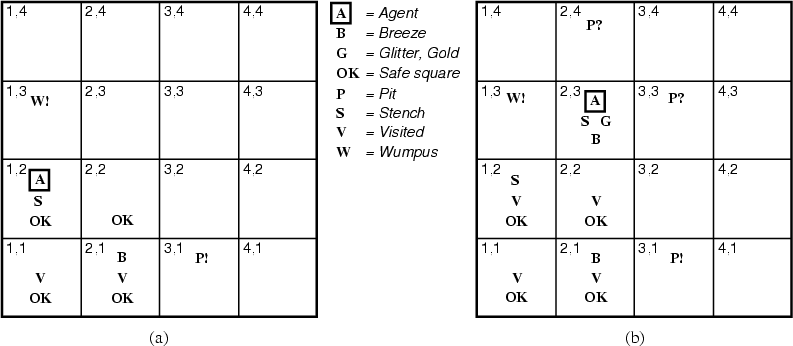 1,4 2,4 3,4 4,4
1,3 2,3 3,3 4,3
W!
1,2 2,2 3,2 4,2
A
S
OK OK
1,1 2,1 3,1 4,1
B P!
V V
OK OK
(a)
A = Agent
B = Breeze
G = Glitter, Gold
OK = Safe square
P = Pit
S = Stench
V = Visited
W = Wumpus
1,4 2,4 3,4 4,4
P?
1,3 2,3 3,3 4,3
W! A P?
S G
B
1,2 2,2 3,2 4,2
S
V V
OK OK
1,1 2,1 3,1 4,1
B P!
V V
OK OK
(b)